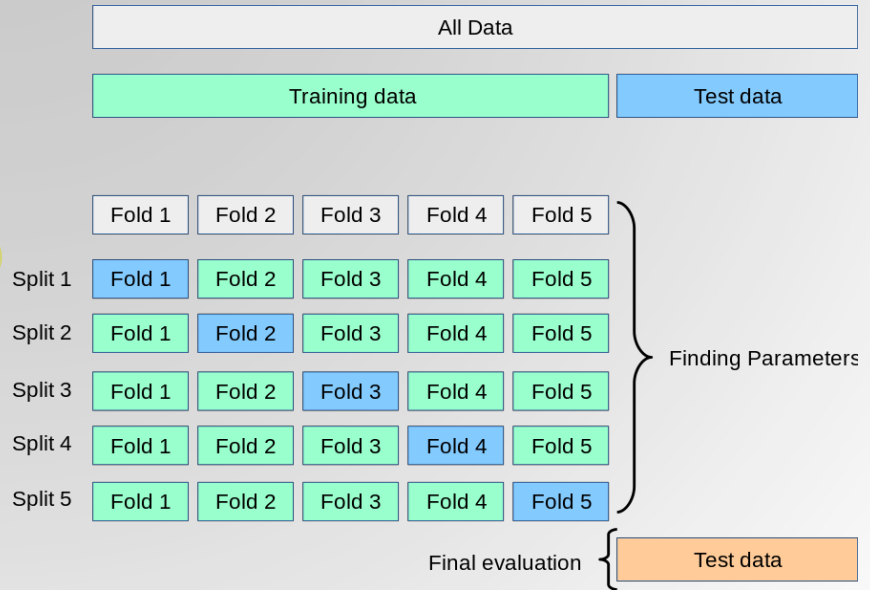 All Data
Training data Test data
Fold 1 Fold 2 Fold 3 Fold 4 Fold 5
Split 1 Fold 1 Fold 2 Fold 3 Fold 4 Fold 5
Split 2 Fold 1 Fold 2 Fold 3 Fold 4 Fold 5
Finding Parameters
Split 3 Fold 1 Fold 2 Fold 3 Fold 4 Fold 5
Split 4 Fold 1 Fold 2 Fold 3 Fold 4 Fold 5
Split 5 Fold 1 Fold 2 Fold 3 Fold 4 Fold 5
Final evaluation Test data